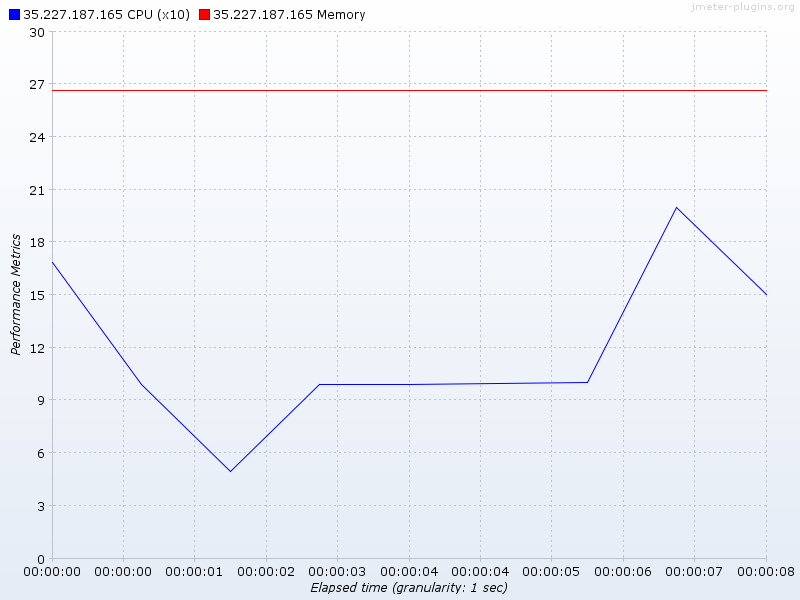 jmeter-plugins.org
35.227.187.165 CPU (x10) 35.227.187.165 Memory
30
27
24
21
18
15
12
9
6
3
0
Performance Metrics
00:00:00 00:00:00 00:00:01 00:00:02 00:00:03 00:00:04 00:00:04 00:00:05 00:00:06 00:00:07 00:00:08
Elapsed time (granularity: 1 sec)